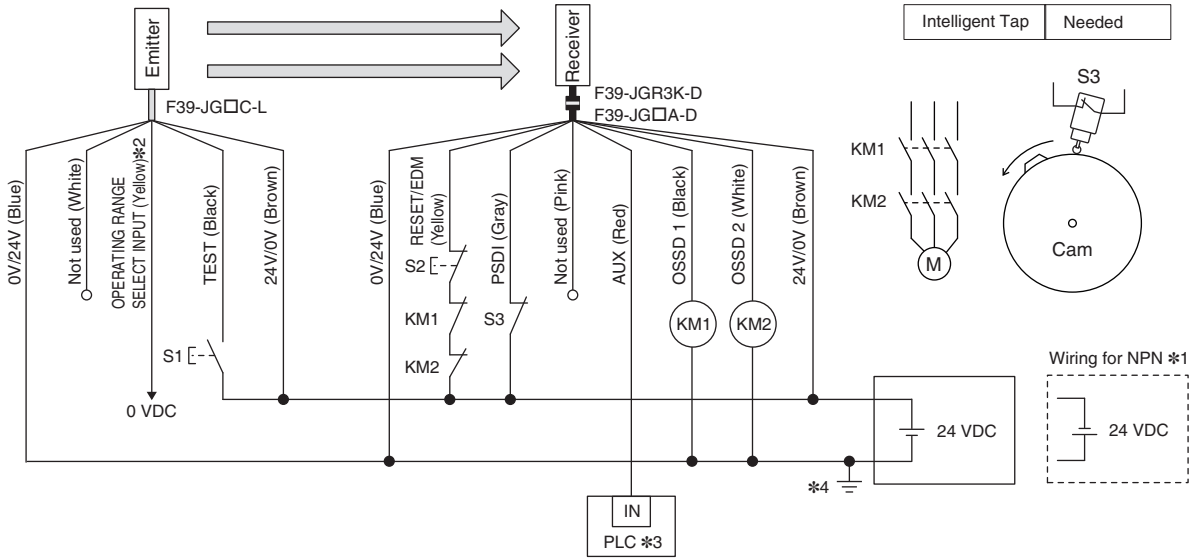 Emitter
Receiver
Intelligent Tap Needed
F39-JG□C-L
F39-JGR3K-D
F39-JG□A-D
0V/24V (Blue)
Not used (White)
OPERATING RANGE
SELECT INPUT (Yellow)✱2
TEST (Black)
24V/0V (Brown)
0V/24V (Blue)
RESET/EDM
(Yellow)
PSDI (Gray)
Not used (Pink)
AUX (Red)
OSSD 1 (Black)
OSSD 2 (White)
24V/0V (Brown)
S1
0 VDC
S2
KM1
KM2
S3
KM1
KM2
KM1
KM2
M
S3
Cam
24 VDC
Wiring for NPN ✱1
24 VDC
✱4
IN
PLC ✱3